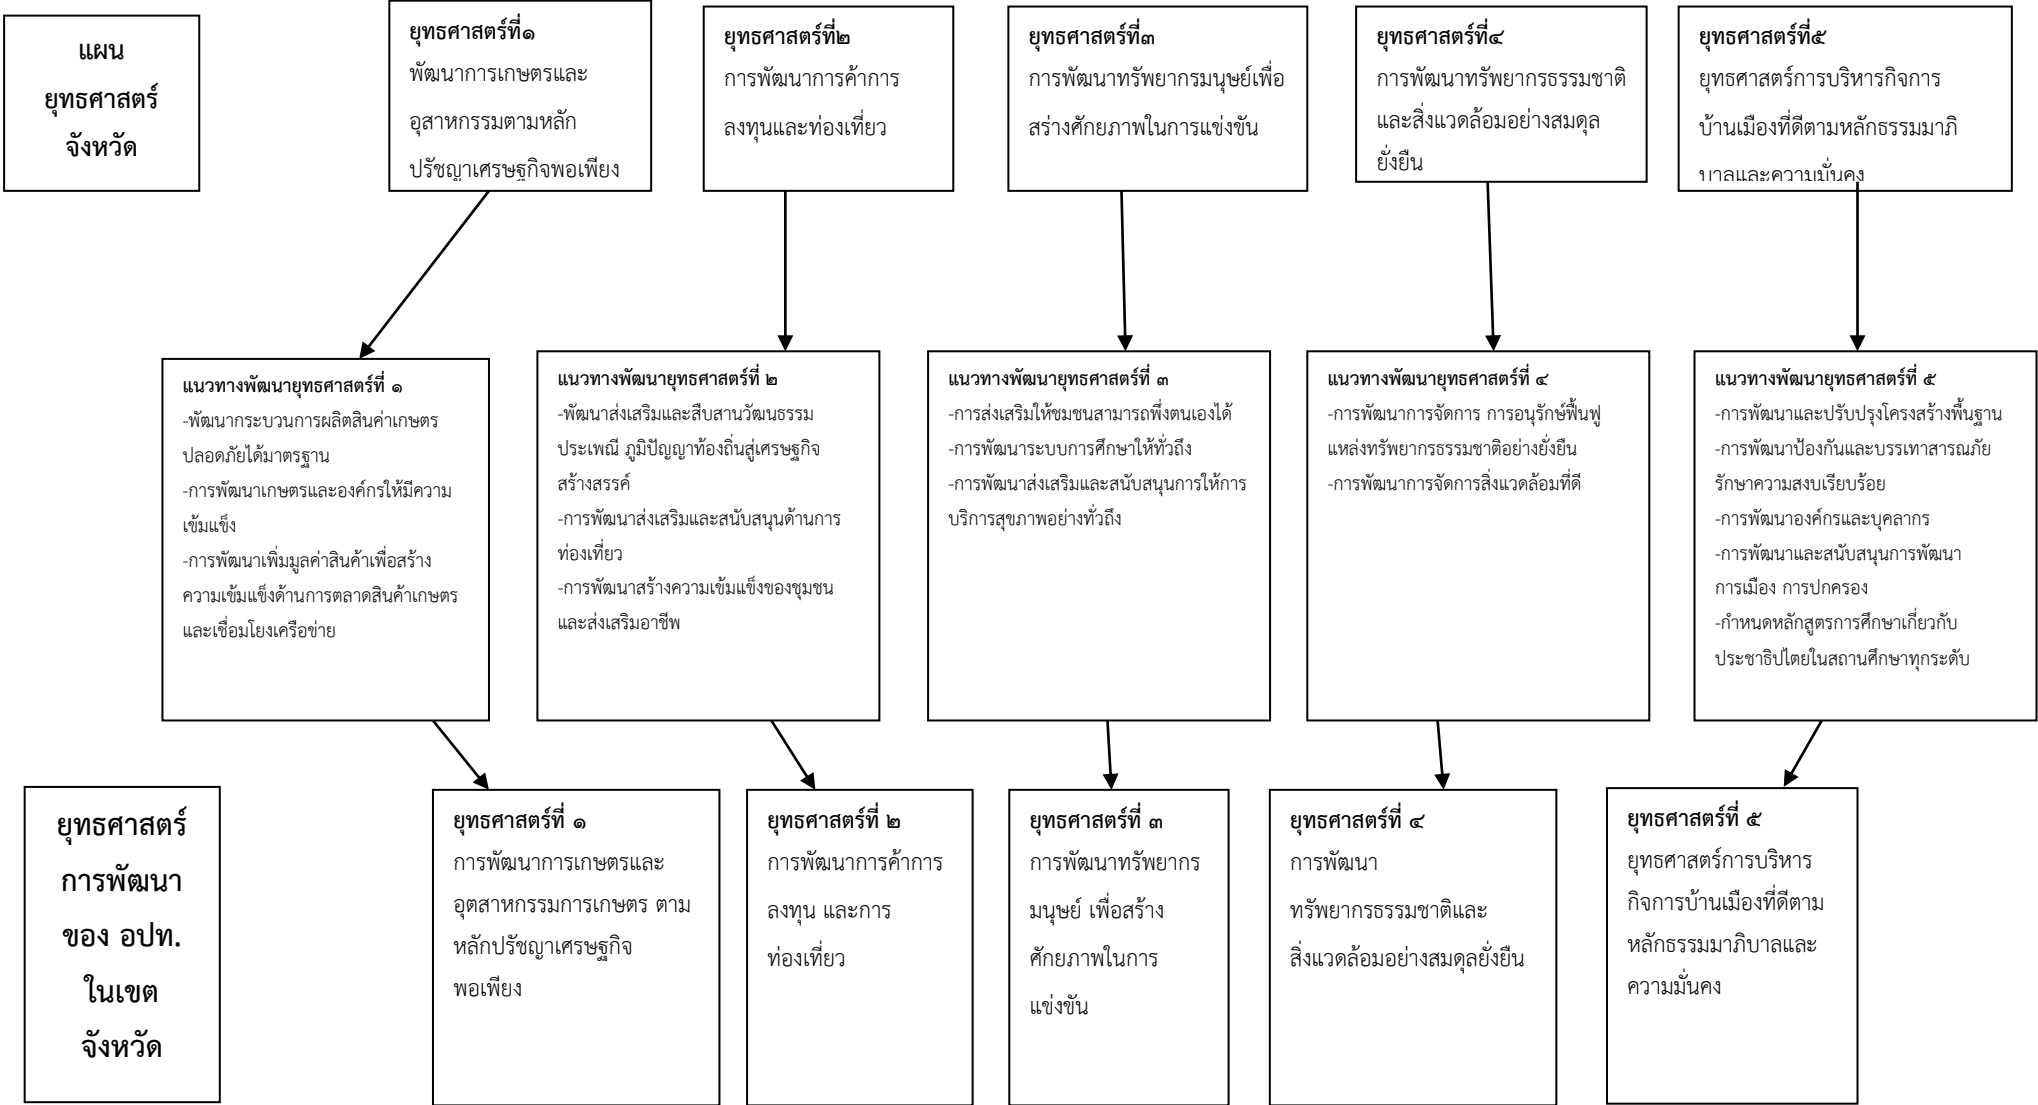 แผน
ยุทธศาสตร์
จังหวัด
ยุทธศาสตร์ที่๑
พัฒนาการเกษตรและ
อุสาหกรรมตามหลัก
ปรัชญาเศรษฐกิจพอเพียง
ยุทธศาสตร์ที่๒
การพัฒนาการค้าการ
ลงทุนและท่องเที่ยว
ยุทธศาสตร์ที่๓
การพัฒนาทรัพยากรมนุษย์เพื่อ
สร่างศักยภาพในการแข่งขัน
ยุทธศาสตร์ที่๔
การพัฒนาทรัพยากรธรรมชาติ
และสิ่งแวดล้อมอย่างสมดุล
ยั่งยืน
ยุทธศาสตร์ที่๕
ยุทธศาสตร์การบริหารกิจการ
บ้านเมืองที่ดีตามหลักธรรมมาภิ
บาลและความมั่นคง
แนวทางพัฒนายุทธศาสตร์ที่ ๑
-พัฒนากระบวนการผลิตสินค่าเกษตร
ปลอดภัยได้มาตรฐาน
-การพัฒนาเกษตรและองค์กรให้มีความ
เข้มแข็ง
-การพัฒนาเพิ่มมูลค่าสินค้าเพื่อสร้าง
ความเข้มแข็งด้านการตลาดสินค้าเกษตร
และเชื่อมโยงเครือข่าย
แนวทางพัฒนายุทธศาสตร์ที่ ๒
-พัฒนาส่งเสริมและสืบสานวัฒนธรรม
ประเพณี ภูมิปัญญาท้องถิ่นสู่เศรษฐกิจ
สร้างสรรค์
-การพัฒนาส่งเสริมและสนับสนุนด้านการ
ท่องเที่ยว
-การพัฒนาสร้างความเข้มแข็งของชุมชน
และส่งเสริมอาชีพ
แนวทางพัฒนายุทธศาสตร์ที่ ๓
-การส่งเสริมให้ชมชนสามารถพึ่งตนเองได้
-การพัฒนาระบบการศึกษาให้ทั่วถึง
-การพัฒนาส่งเสริมและสนับสนุนการให้การ
บริการสุขภาพอย่างทั่วถึง
แนวทางพัฒนายุทธศาสตร์ที่ ๔
-การพัฒนาการจัดการ การอนุรักษ์ฟื้นฟู
แหล่งทรัพยากรธรรมชาติอย่างยั่งยืน
-การพัฒนาการจัดการสิ่งแวดล้อมที่ดี
แนวทางพัฒนายุทธศาสตร์ที่ ๕
-การพัฒนาและปรับปรุงโครงสร้างพื้นฐาน
-การพัฒนาป้องกันและบรรเทาสารณภัย
รักษาความสงบเรียบร้อย
-การพัฒนาองค์กรและบุคลากร
-การพัฒนาและสนับสนุนการพัฒนา
การเมือง การปกครอง
-กำหนดหลักสูตรการศึกษาเกี่ยวกับ
ประชาธิปไตยในสถานศึกษาทุกระดับ
ยุทธศาสตร์
การพัฒนา
ของ อปท.
ในเขต
จังหวัด
ยุทธศาสตร์ที่ ๑
การพัฒนาการเกษตรและ
อุตสาหกรรมการเกษตร ตาม
หลักปรัชญาเศรษฐกิจ
พอเพียง
ยุทธศาสตร์ที่ ๒
การพัฒนาการค้าการ
ลงทุน และการ
ท่องเที่ยว
ยุทธศาสตร์ที่ ๓
การพัฒนาทรัพยากร
มนุษย์ เพื่อสร้าง
ศักยภาพในการ
แข่งขัน
ยุทธศาสตร์ที่ ๔
การพัฒนา
ทรัพยากรธรรมชาติและ
สิ่งแวดล้อมอย่างสมดุลยั่งยืน
ยุทธศาสตร์ที่ ๕
ยุทธศาสตร์การบริหาร
กิจการบ้านเมืองที่ดีตาม
หลักธรรมมาภิบาลและ
ความมั่นคง